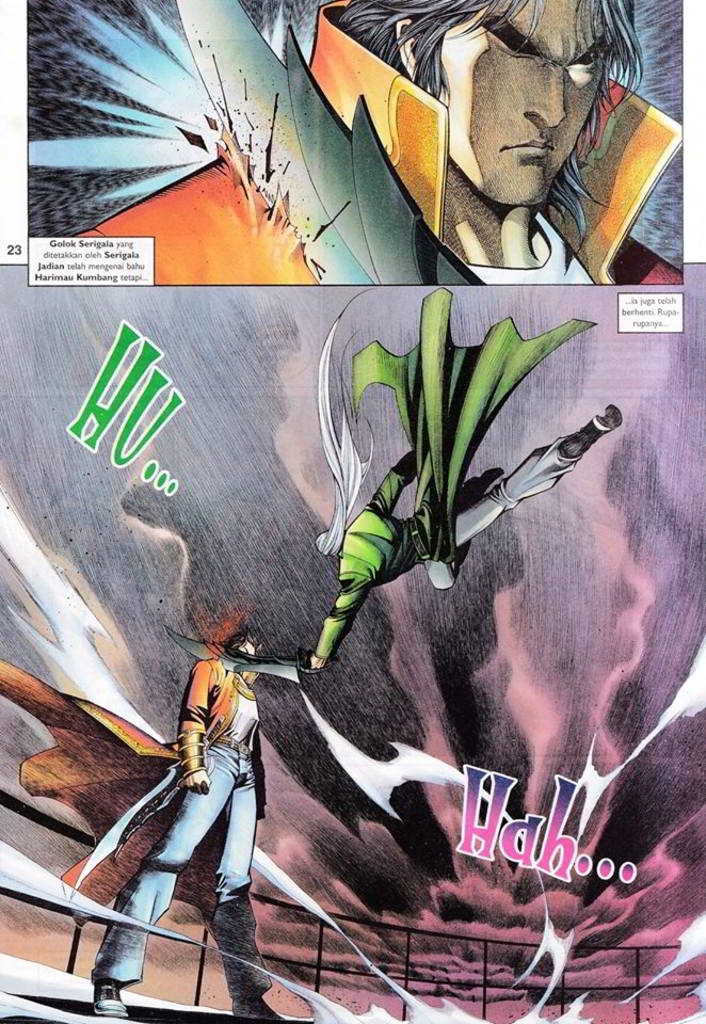 23
Golok Serigala yang
ditetakkan oleh Serigala
Jadian telah mengenai bahu
Harimau Kumbang tetapi...
...ia juga telah
berhenti. Rupa-
rupanya...
HU...
Hah...